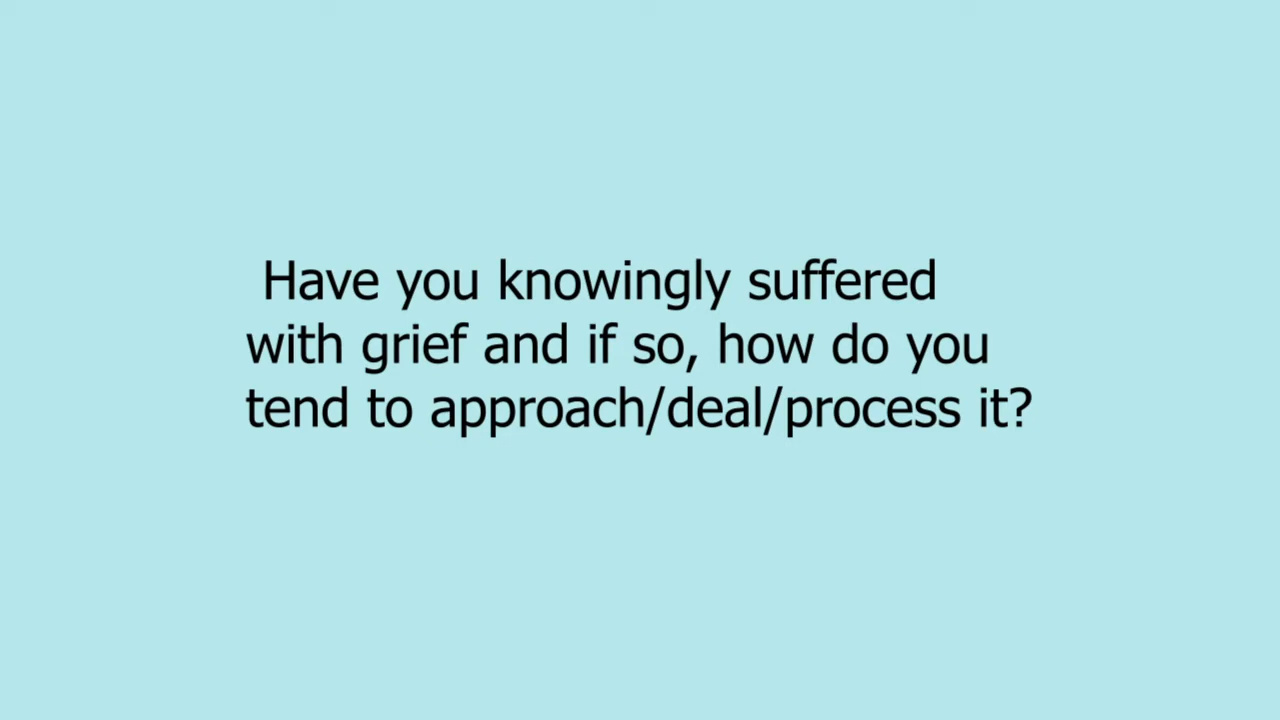 Have you knowingly suffered
with grief and if so, how do you
tend to approach/deal/process it?